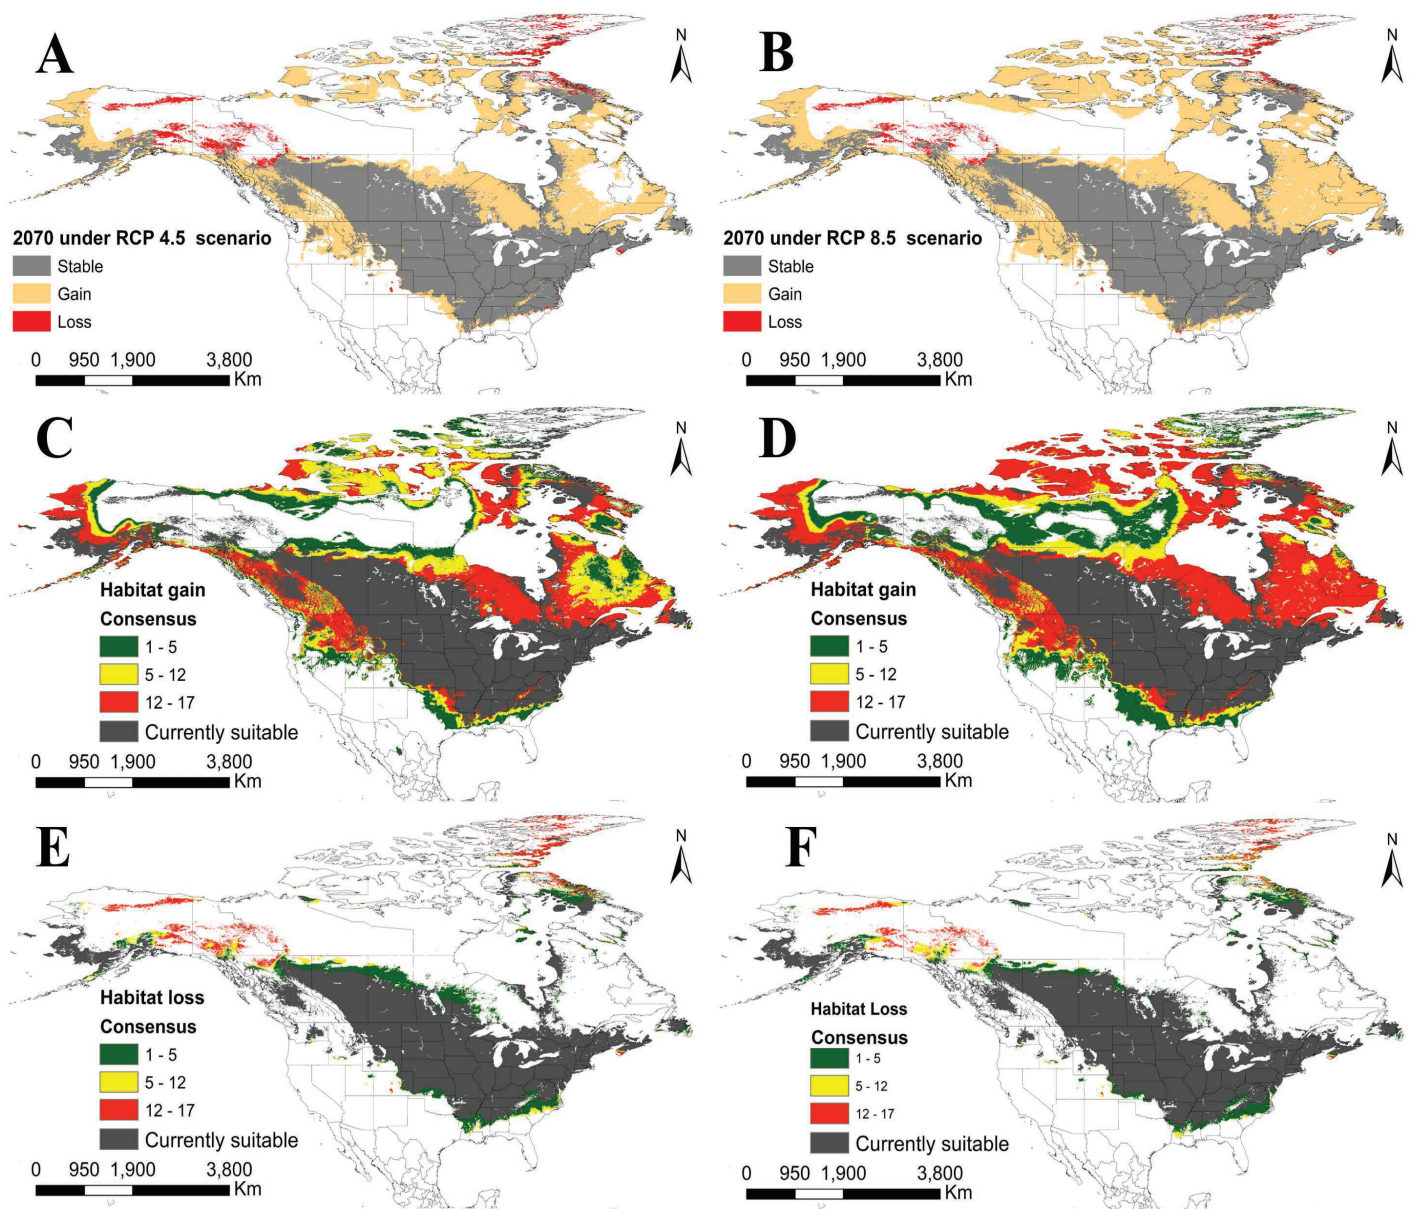 A
N
2070 under RCP 4.5 scenario
Stable
Gain
Loss
0 950 1,900 3,800
Km
B
N
2070 under RCP 8.5 scenario
Stable
Gain
Loss
0 950 1,900 3,800
Km
C
N
Habitat gain
Consensus
1 - 5
5 - 12
12 - 17
Currently suitable
0 950 1,900 3,800
Km
D
N
Habitat gain
Consensus
1 - 5
5 - 12
12 - 17
Currently suitable
0 950 1,900 3,800
Km
E
N
Habitat loss
Consensus
1 - 5
5 - 12
12 - 17
Currently suitable
0 950 1,900 3,800
Km
F
N
Habitat Loss
Consensus
1 - 5
5 - 12
12 - 17
Currently suitable
0 950 1,900 3,800
Km